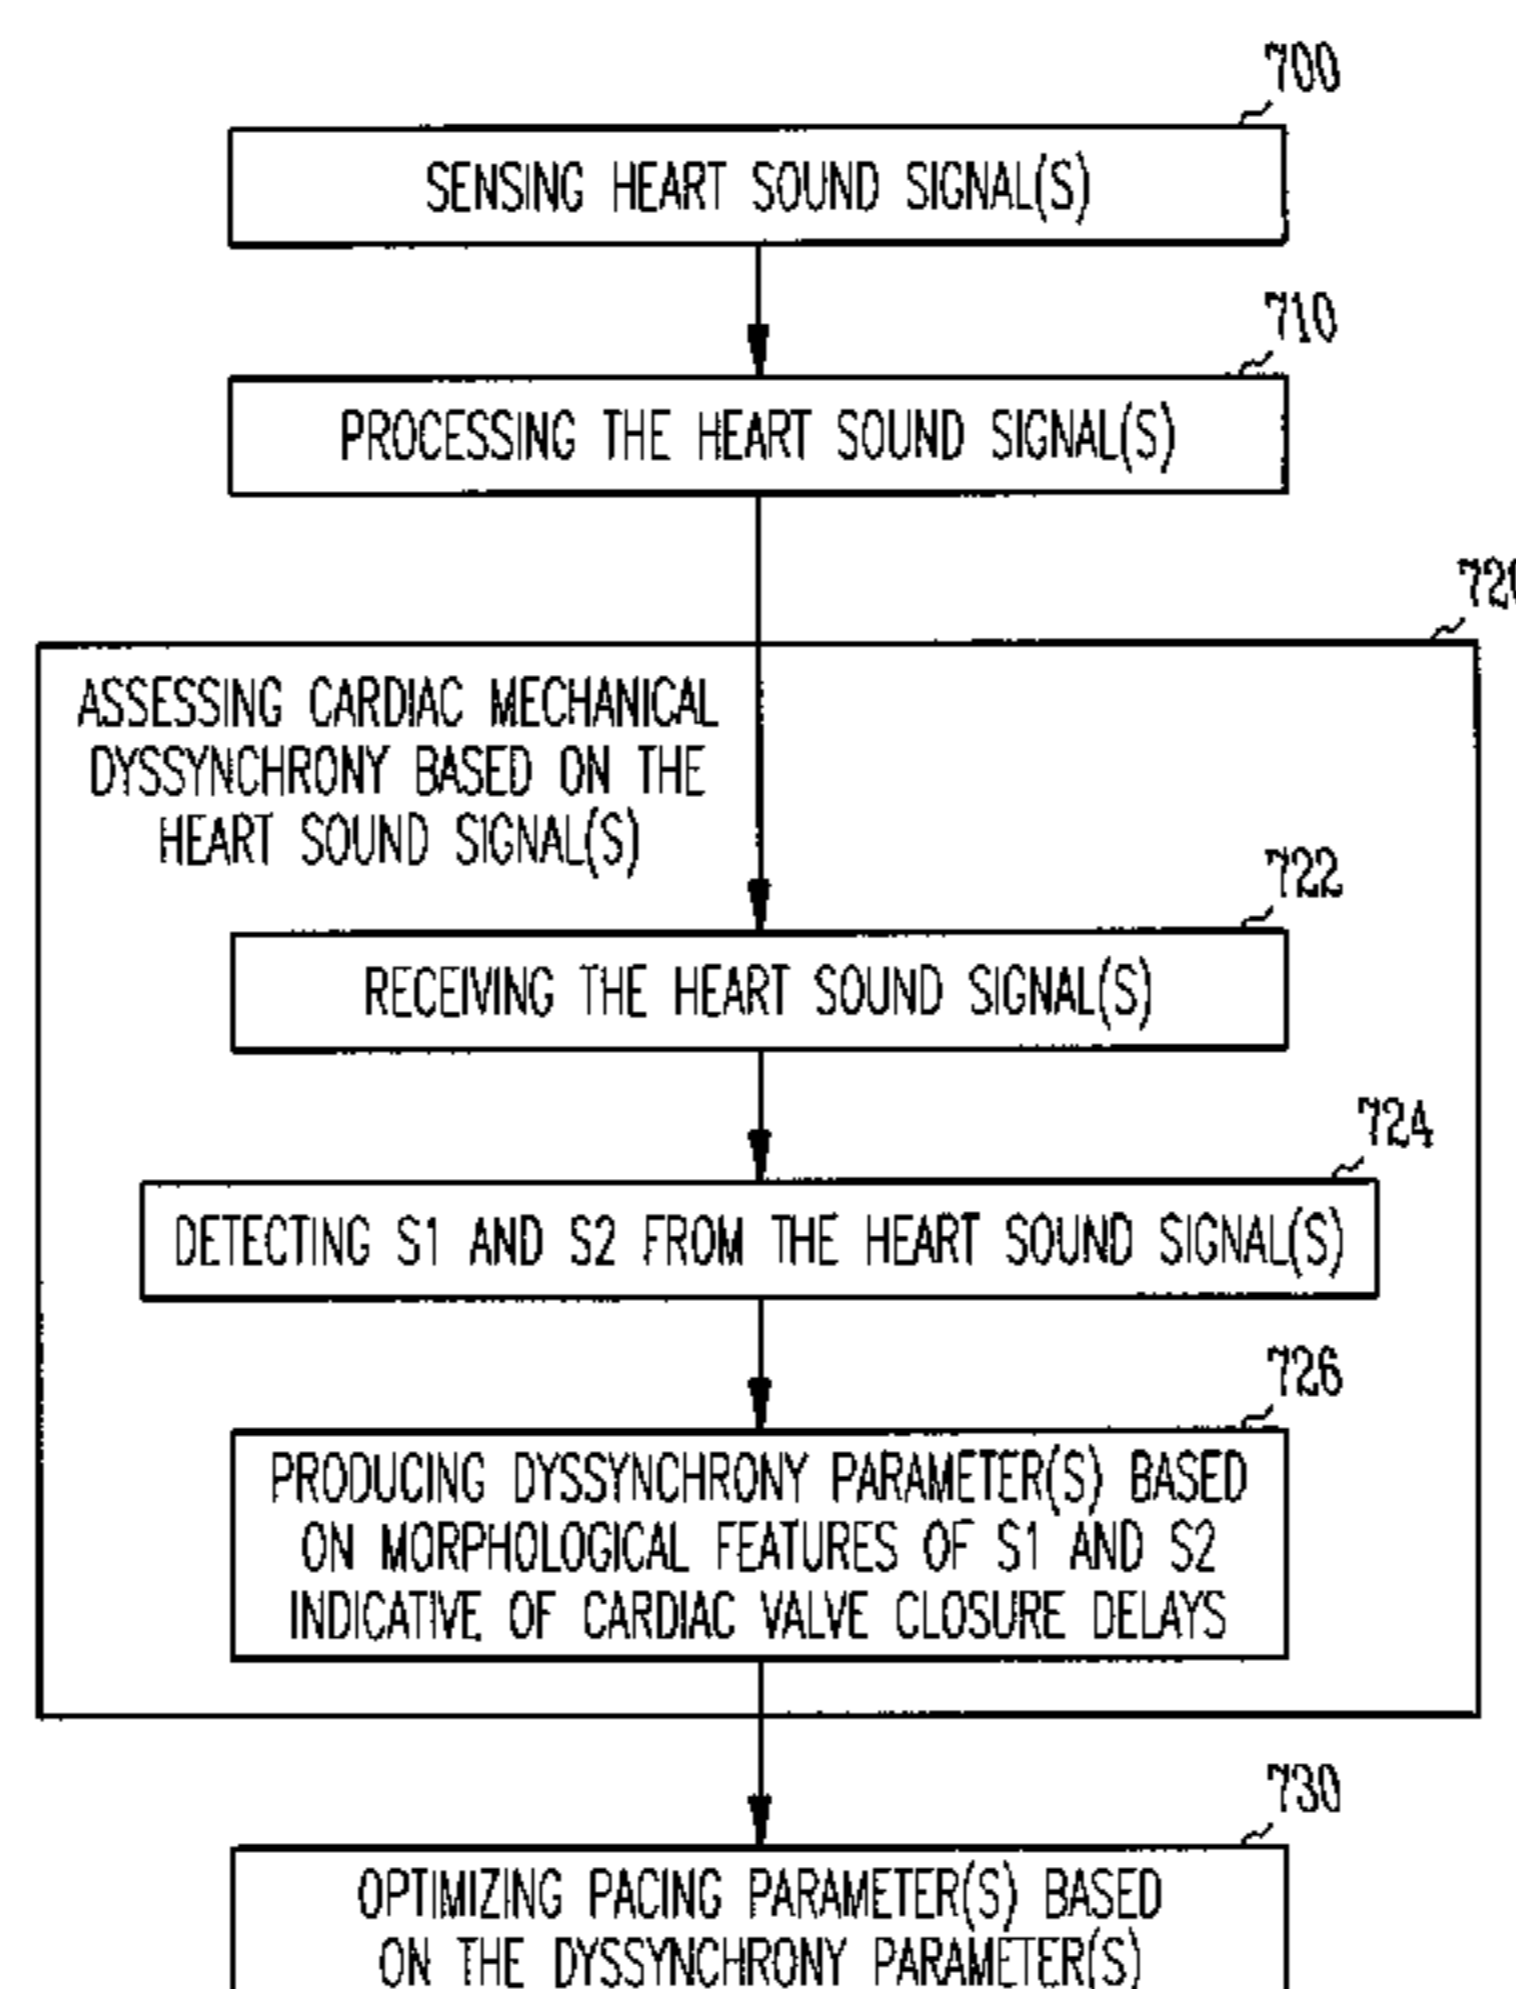 700
SENSING HEART SOUND SIGNAL(S)
710
PROCESSING THE HEART SOUND SIGNAL(S)
720
ASSESSING CARDIAC MECHANICAL
DYSSYNCHRONY BASED ON THE
HEART SOUND SIGNAL(S)
722
RECEIVING THE HEART SOUND SIGNAL(S)
724
DETECTING S1 AND S2 FROM THE HEART SOUND SIGNAL(S)
726
PRODUCING DYSSYNCHRONY PARAMETER(S) BASED
ON MORPHOLOGICAL FEATURES OF S1 AND S2
INDICATIVE OF CARDIAC VALVE CLOSURE DELAYS
730
OPTIMIZING PACING PARAMETER(S) BASED
ON THE DYSSYNCHRONY PARAMETER(S)